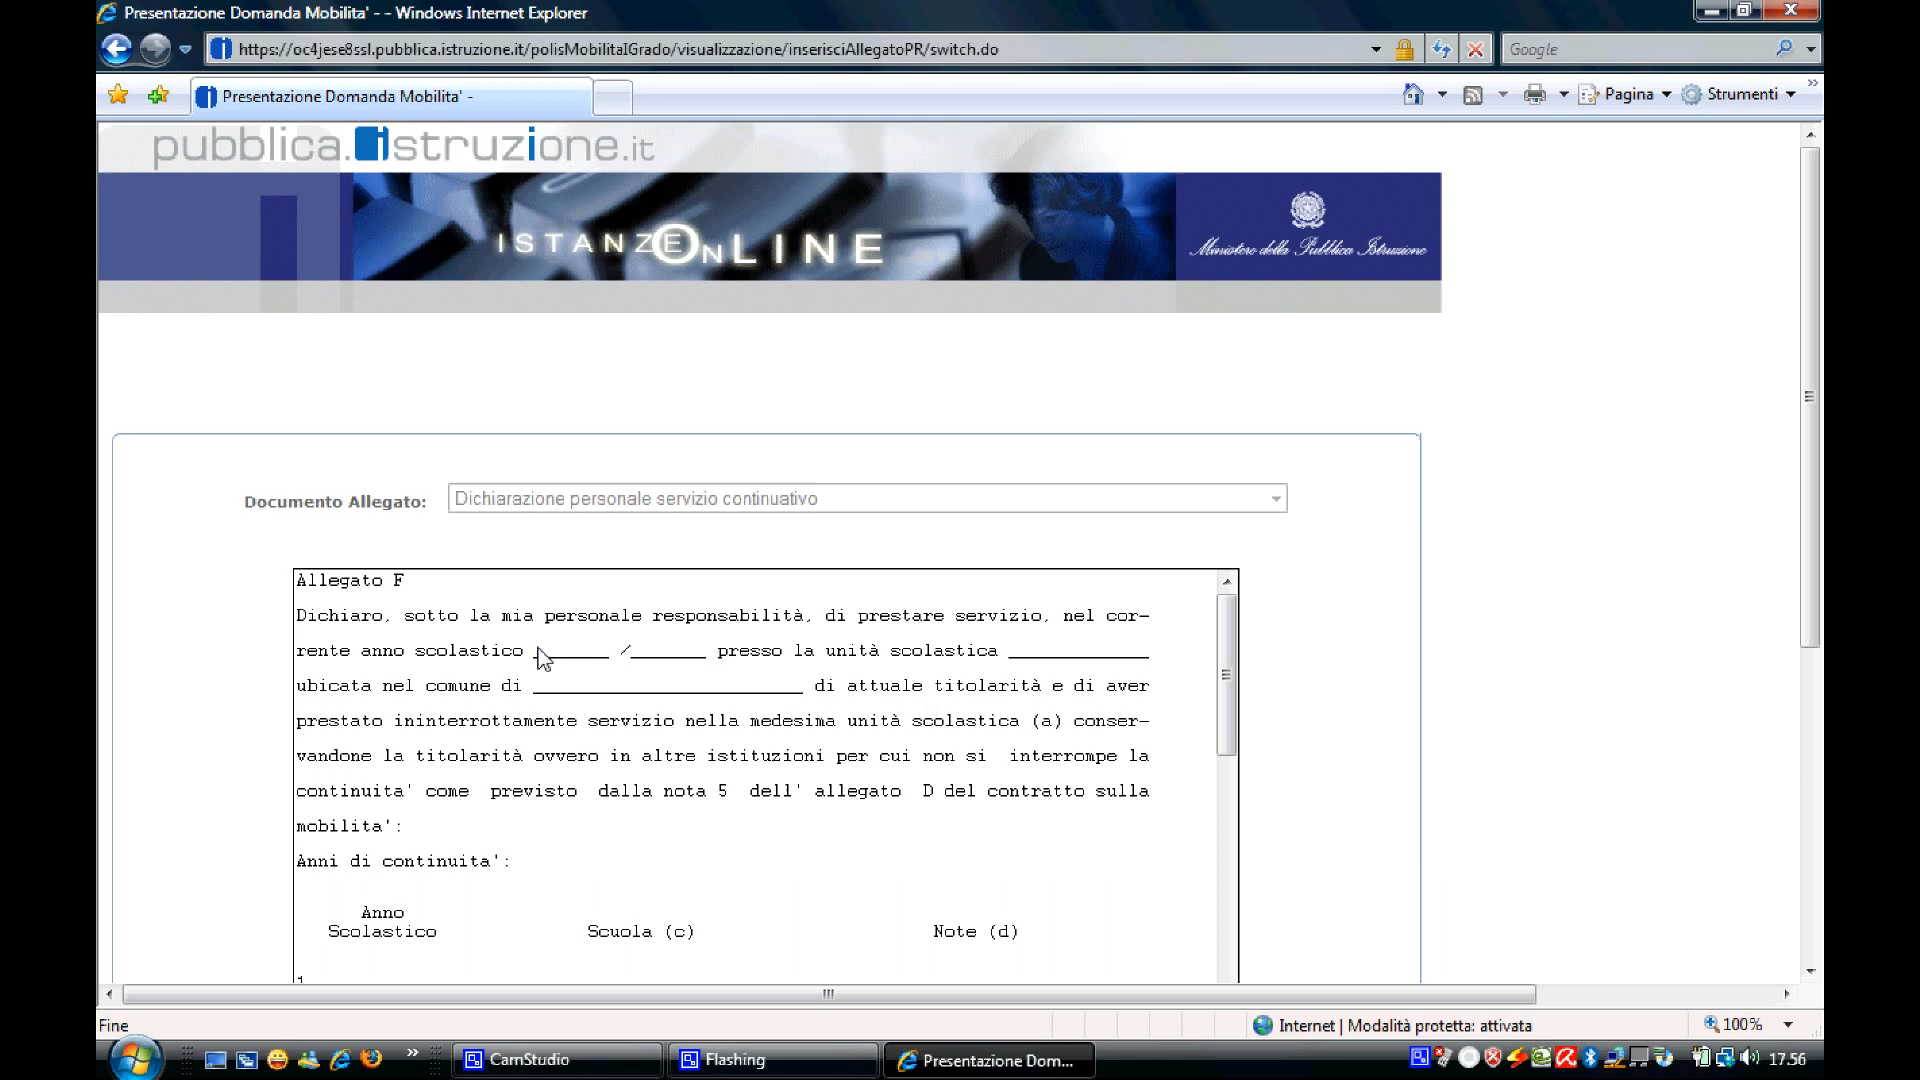 Presentazione Domanda Mobilita' - - Windows Internet Explorer
https://oc4jese8ssl.pubblica.istruzione.it/polisMobilitaIGrado/visualizzazione/inserisciAllegatoPR/switch.do
Google
Presentazione Domanda Mobilita' -
Pagina
Strumenti
pubblica.istruzione.it
ISTANZE ONLINE
Ministero della Pubblica Istruzione
Documento Allegato:
Dichiarazione personale servizio continuativo
Allegato F
Dichiaro, sotto la mia personale responsabilità, di prestare servizio, nel cor-
rente anno scolastico _______ /_______ presso la unità scolastica _____________
ubicata nel comune di _________________________ di attuale titolarità e di aver
prestato ininterrottamente servizio nella medesima unità scolastica (a) conser-
vandone la titolarità ovvero in altre istituzioni per cui non si  interrompe la
continuita' come  previsto  dalla nota 5  dell' allegato  D del contratto sulla
mobilita':
Anni di continuita':
Anno
Scolastico Scuola (c) Note (d)
Fine
Internet | Modalità protetta: attivata
100%
CamStudio
Flashing
Presentazione Dom...
17.56